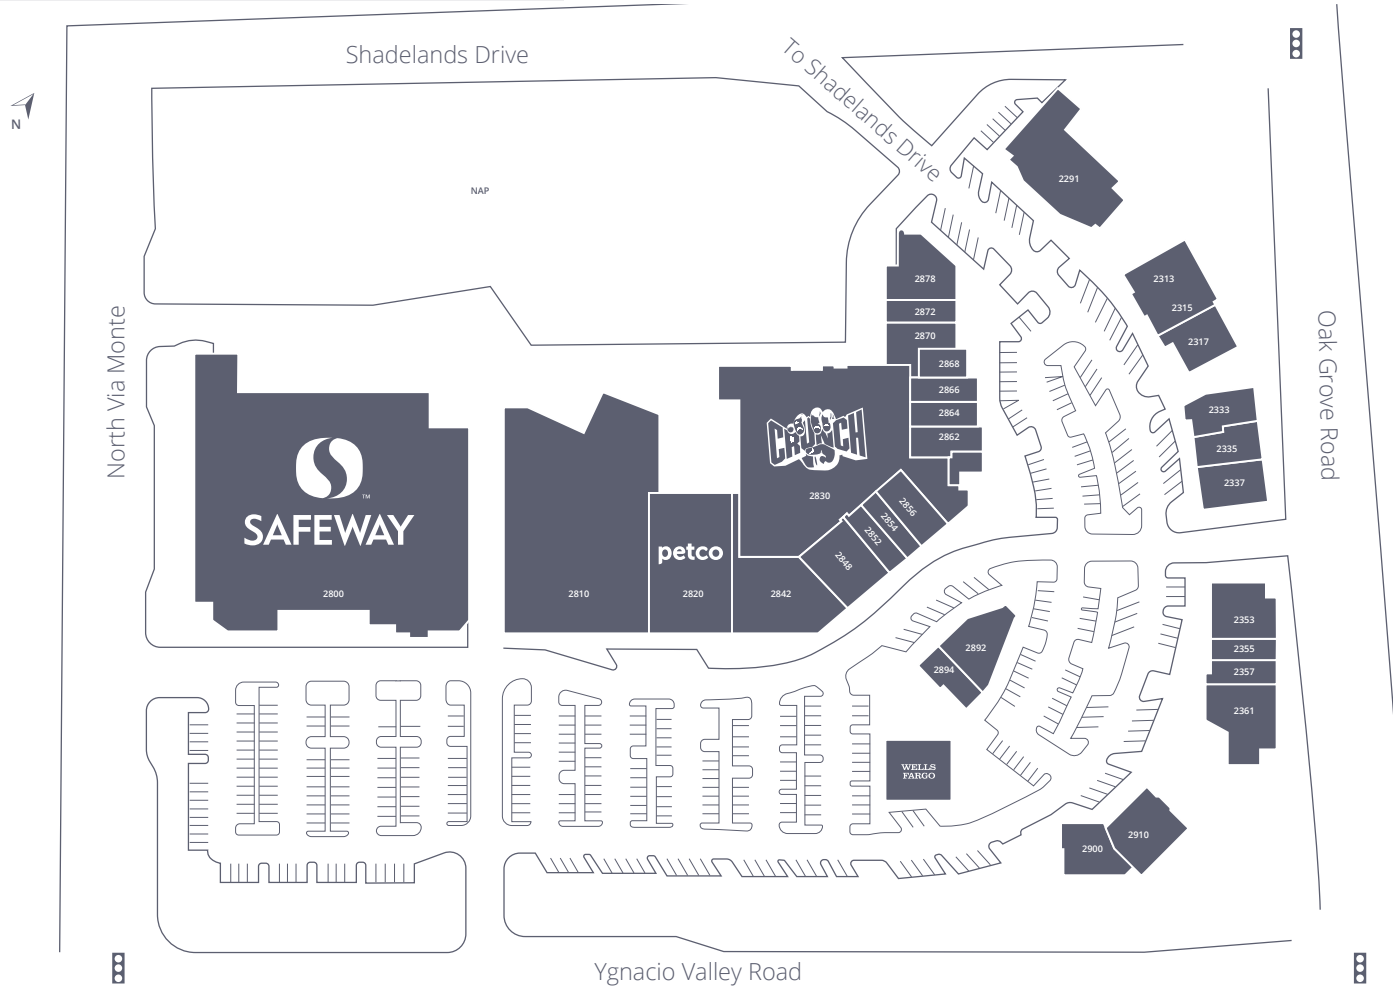 Shadelands Drive
To Shadelands Drive
N
NAP
2291
2878
2313
2315
2872
2870
2317
2868
2866
2864
2862
2333
2335
2337
North Via Monte
Oak Grove Road
CRUNCH
2830
2856
2854
2852
2848
SAFEWAY
TM
2800
2810
petco
2820
2842
2892
2894
2353
2355
2357
2361
WELLS
FARGO
2910
2900
Ygnacio Valley Road